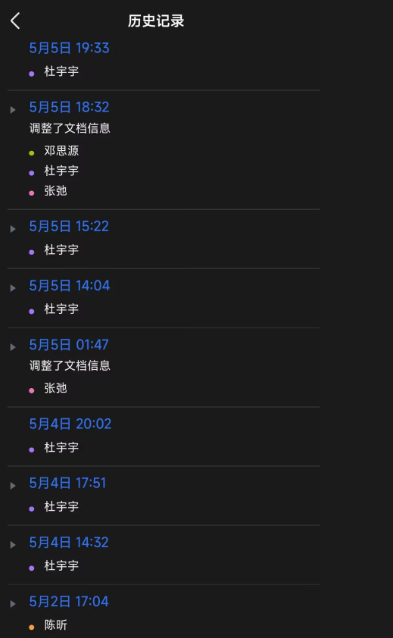 历史记录
5月5日 19:33
杜宇宇
5月5日 18:32
调整了文档信息
邓思源
杜宇宇
张弛
5月5日 15:22
杜宇宇
5月5日 14:04
杜宇宇
5月5日 01:47
调整了文档信息
张弛
5月4日 20:02
杜宇宇
5月4日 17:51
杜宇宇
5月4日 14:32
杜宇宇
5月2日 17:04
陈昕